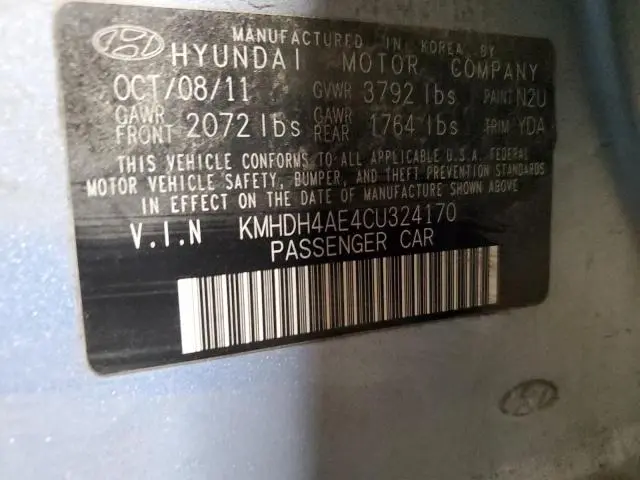 MANUFACTURED IN KOREA BY
HYUNDAI MOTOR COMPANY
OCT/08/11 GVWR 3792 lbs PAINT N2U
GAWR FRONT 2072 lbs GAWR REAR 1764 lbs TRIM YDA
THIS VEHICLE CONFORMS TO ALL APPLICABLE U.S.A. FEDERAL
MOTOR VEHICLE SAFETY, BUMPER, AND THEFT PREVENTION STANDARDS
IN EFFECT ON THE DATE OF MANUFACTURE SHOWN ABOVE
V.I.N KMHDH4AE4CU324170
PASSENGER CAR